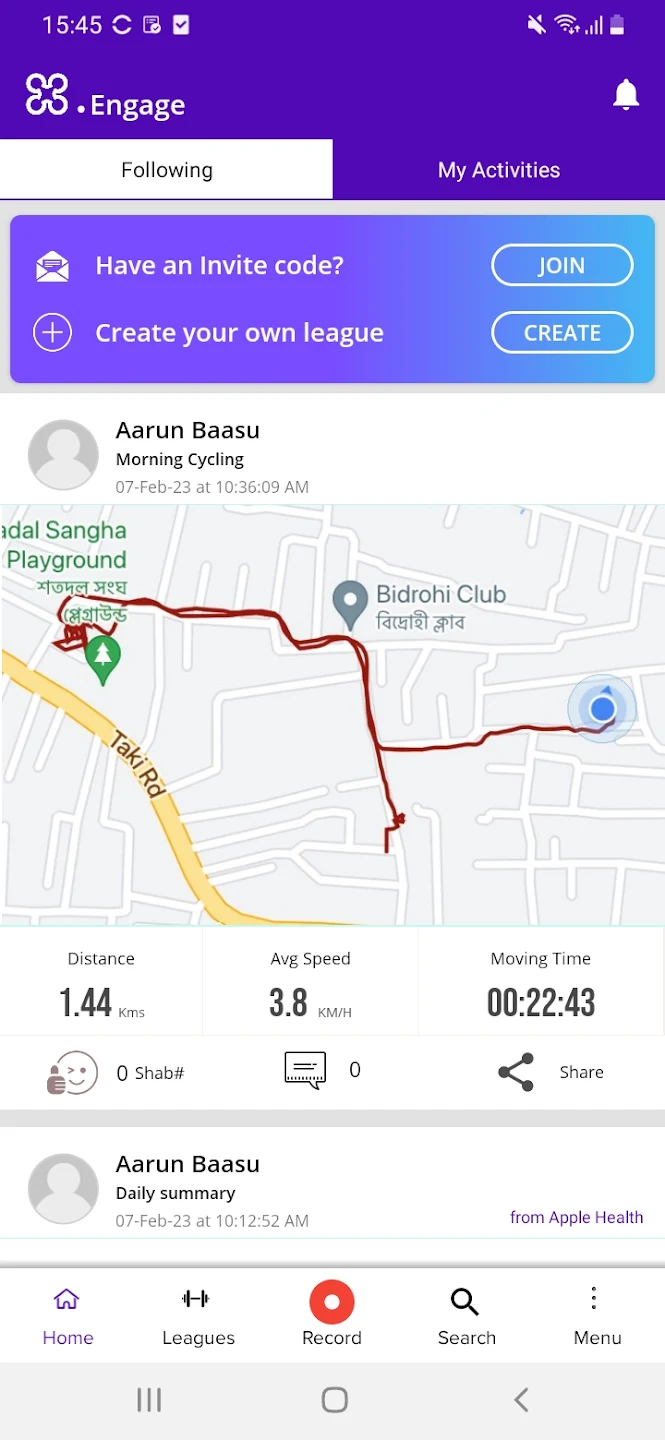 15:45
.Engage
Following
My Activities
Have an Invite code?
JOIN
Create your own league
CREATE
Aarun Baasu
Morning Cycling
07-Feb-23 at 10:36:09 AM
adal Sangha
Playground
শতদল সংঘ
প্লেগ্রাউন্ড
Bidrohi Club
বিদ্রোহী ক্লাব
Taki Rd
Distance
Avg Speed
Moving Time
1.44 Kms
3.8 KM/H
00:22:43
0 Shab#
0
Share
Aarun Baasu
Daily summary
07-Feb-23 at 10:12:52 AM
from Apple Health
Home
Leagues
Record
Search
Menu